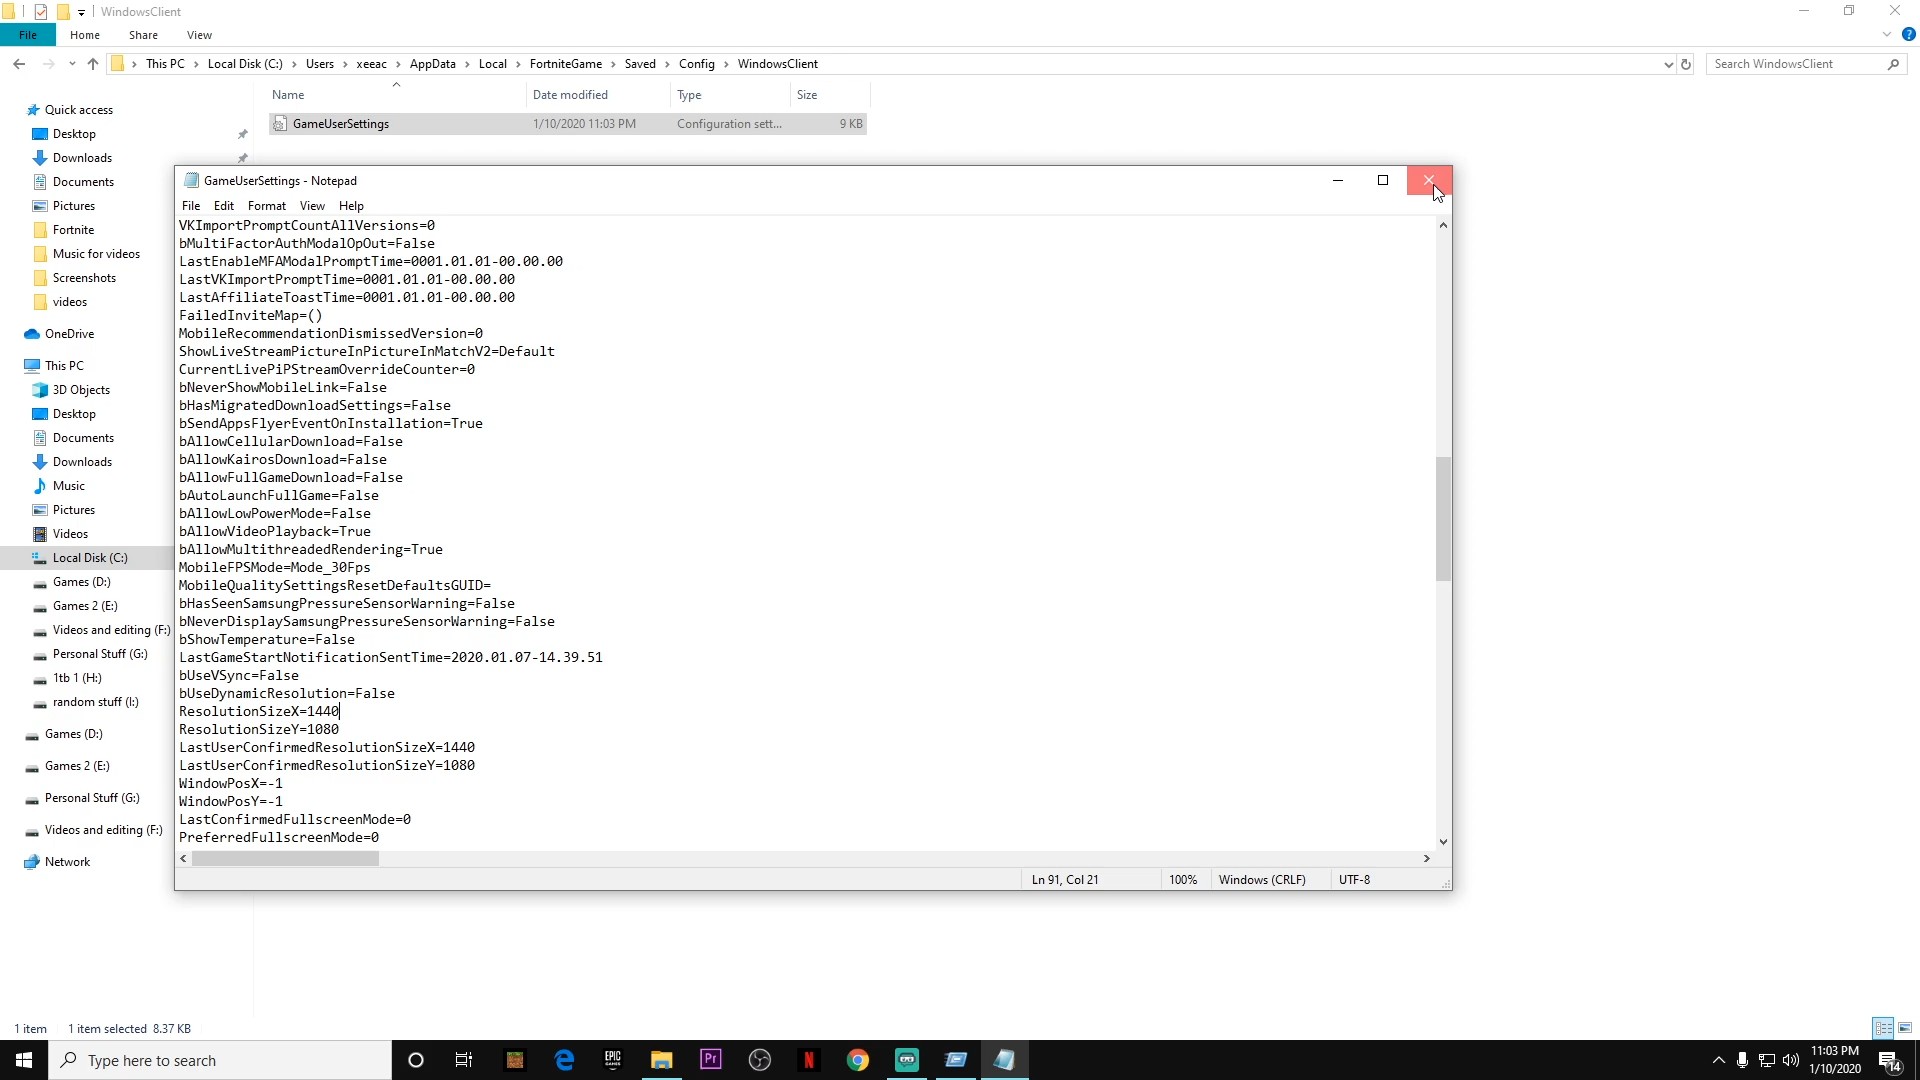 WindowsClient
File Home Share View
This PC Local Disk (C:) Users xeeac AppData Local FortniteGame Saved Config WindowsClient
Search WindowsClient
Name Date modified Type Size
GameUserSettings 1/10/2020 11:03 PM Configuration sett... 9 KB
Quick access
Desktop
Downloads
Documents
Pictures
Fortnite
Music for videos
Screenshots
videos
OneDrive
This PC
3D Objects
Desktop
Documents
Downloads
Music
Pictures
Videos
Local Disk (C:)
Games (D:)
Games 2 (E:)
Videos and editing (F:)
Personal Stuff (G:)
1tb 1 (H:)
random stuff (I:)
Games (D:)
Games 2 (E:)
Personal Stuff (G:)
Videos and editing (F:)
Network
GameUserSettings - Notepad
File Edit Format View Help
VKImportPromptCountAllVersions=0
bMultiFactorAuthModalOpOut=False
LastEnableMFAModalPromptTime=0001.01.01-00.00.00
LastVKImportPromptTime=0001.01.01-00.00.00
LastAffiliateToastTime=0001.01.01-00.00.00
FailedInviteMap=()
MobileRecommendationDismissedVersion=0
ShowLiveStreamPictureInPictureInMatchV2=Default
CurrentLivePiPStreamOverrideCounter=0
bNeverShowMobileLink=False
bHasMigratedDownloadSettings=False
bSendAppsFlyerEventOnInstallation=True
bAllowCellularDownload=False
bAllowKairosDownload=False
bAllowFullGameDownload=False
bAutoLaunchFullGame=False
bAllowLowPowerMode=False
bAllowVideoPlayback=True
bAllowMultithreadedRendering=True
MobileFPSMode=Mode_30Fps
MobileQualitySettingsResetDefaultsGUID=
bHasSeenSamsungPressureSensorWarning=False
bNeverDisplaySamsungPressureSensorWarning=False
bShowTemperature=False
LastGameStartNotificationSentTime=2020.01.07-14.39.51
bUseVSync=False
bUseDynamicResolution=False
ResolutionSizeX=1440
ResolutionSizeY=1080
LastUserConfirmedResolutionSizeX=1440
LastUserConfirmedResolutionSizeY=1080
WindowPosX=-1
WindowPosY=-1
LastConfirmedFullscreenMode=0
PreferredFullscreenMode=0
Ln 91, Col 21 100% Windows (CRLF) UTF-8
1 item 1 item selected 8.37 KB
Type here to search
EPIC GAMES
Pr
N
11:03 PM
1/10/2020
14